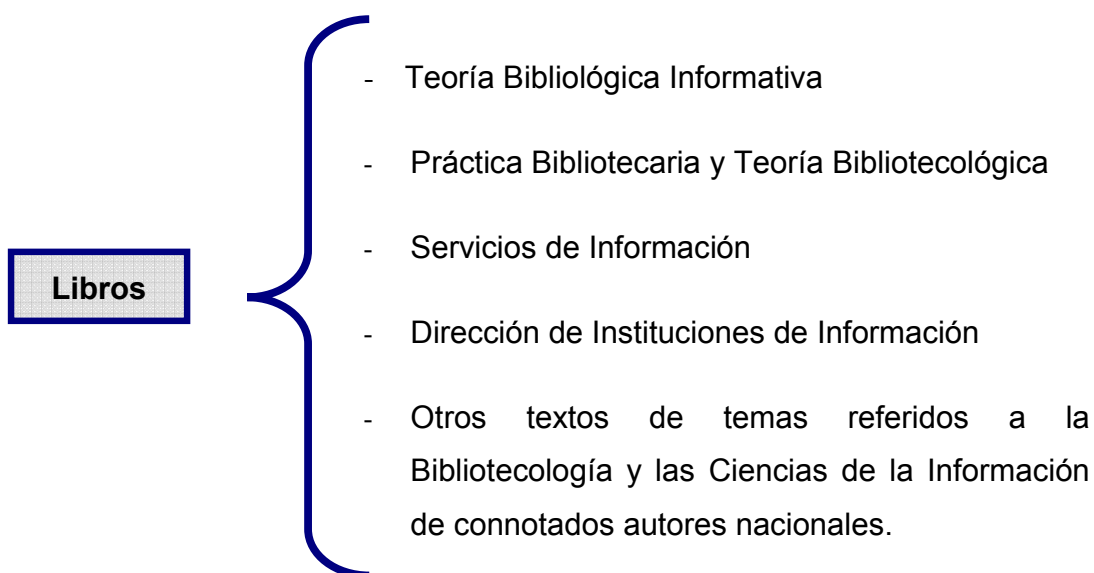 Libros
- Teoría Bibliológica Informativa
- Práctica Bibliotecaria y Teoría Bibliotecológica
- Servicios de Información
- Dirección de Instituciones de Información
- Otros textos de temas referidos a la
Bibliotecología y las Ciencias de la Información
de connotados autores nacionales.